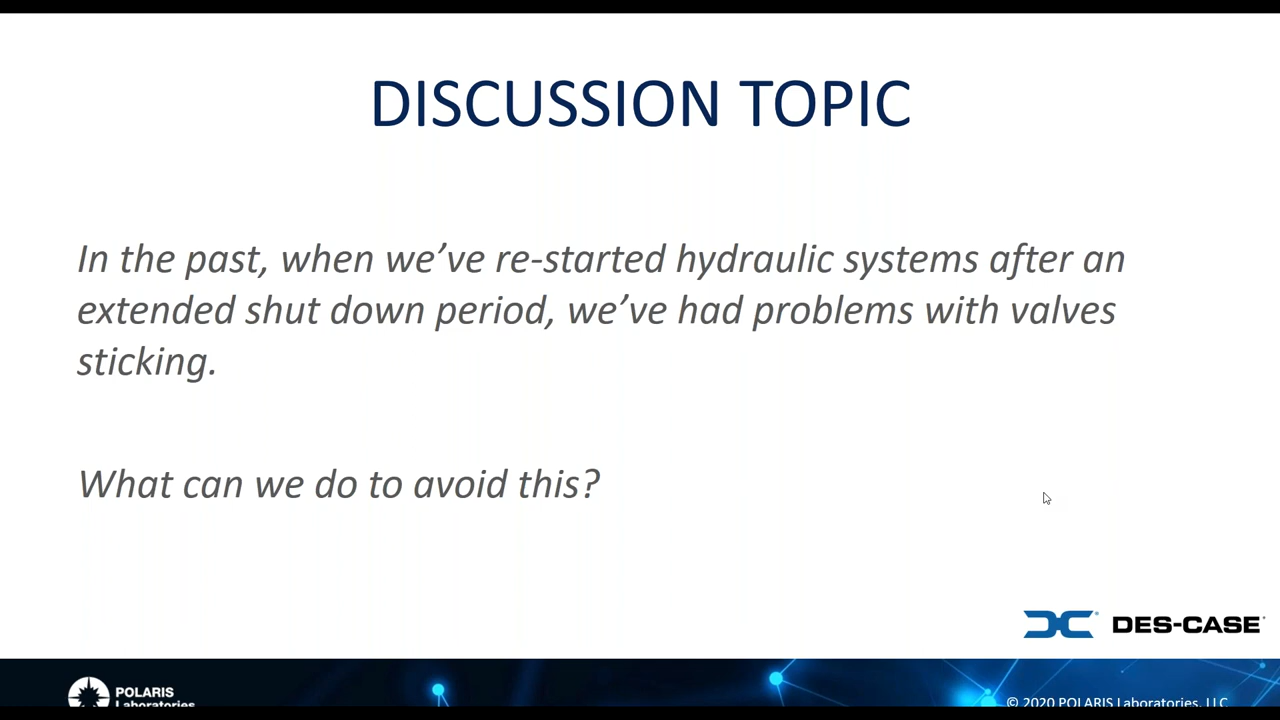 DISCUSSION TOPIC
In the past, when we’ve re-started hydraulic systems after an
extended shut down period, we’ve had problems with valves
sticking.
What can we do to avoid this?
DES-CASE
POLARIS
Laboratories
© 2020 POLARIS Laboratories, LLC